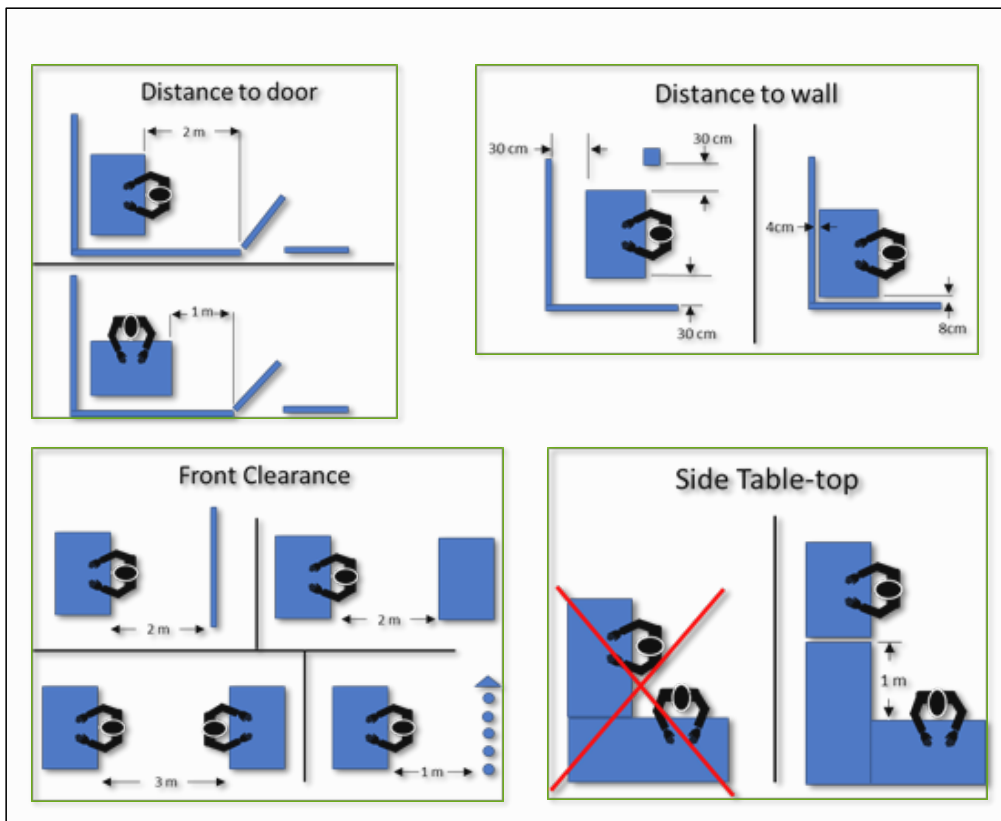 Distance to door
2 m
1 m
Distance to wall
30 cm
30 cm
30 cm
4cm
8cm
Front Clearance
2 m
2 m
3 m
1 m
Side Table-top
1 m